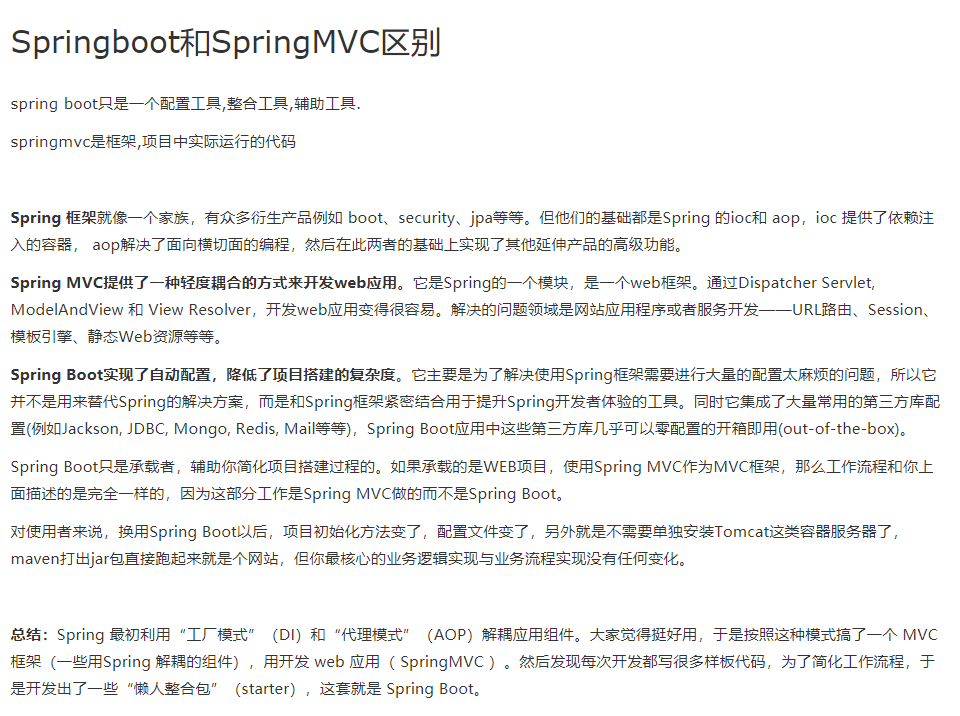 Springboot和SpringMVC区别
spring boot只是一个配置工具,整合工具,辅助工具.
springmvc是框架,项目中实际运行的代码
Spring 框架就像一个家族，有众多衍生产品例如 boot、security、jpa等等。但他们的基础都是Spring 的ioc和 aop，ioc 提供了依赖注
入的容器， aop解决了面向横切面的编程，然后在此两者的基础上实现了其他延伸产品的高级功能。
Spring MVC提供了一种轻度耦合的方式来开发web应用。它是Spring的一个模块，是一个web框架。通过Dispatcher Servlet,
ModelAndView 和 View Resolver，开发web应用变得很容易。解决的问题领域是网站应用程序或者服务开发——URL路由、Session、
模板引擎、静态Web资源等等。
Spring Boot实现了自动配置，降低了项目搭建的复杂度。它主要是为了解决使用Spring框架需要进行大量的配置太麻烦的问题，所以它
并不是用来替代Spring的解决方案，而是和Spring框架紧密结合用于提升Spring开发者体验的工具。同时它集成了大量常用的第三方库配
置(例如Jackson, JDBC, Mongo, Redis, Mail等等)，Spring Boot应用中这些第三方库几乎可以零配置的开箱即用(out-of-the-box)。
Spring Boot只是承载者，辅助你简化项目搭建过程的。如果承载的是WEB项目，使用Spring MVC作为MVC框架，那么工作流程和你上
面描述的是完全一样的，因为这部分工作是Spring MVC做的而不是Spring Boot。
对使用者来说，换用Spring Boot以后，项目初始化方法变了，配置文件变了，另外就是不需要单独安装Tomcat这类容器服务器了，
maven打出jar包直接跑起来就是个网站，但你最核心的业务逻辑实现与业务流程实现没有任何变化。
总结：Spring 最初利用“工厂模式”（DI）和“代理模式”（AOP）解耦应用组件。大家觉得挺好用，于是按照这种模式搞了一个 MVC
框架（一些用Spring 解耦的组件），用开发 web 应用（ SpringMVC ）。然后发现每次开发都写很多样板代码，为了简化工作流程，于
是开发出了一些“懒人整合包”（starter），这套就是 Spring Boot。